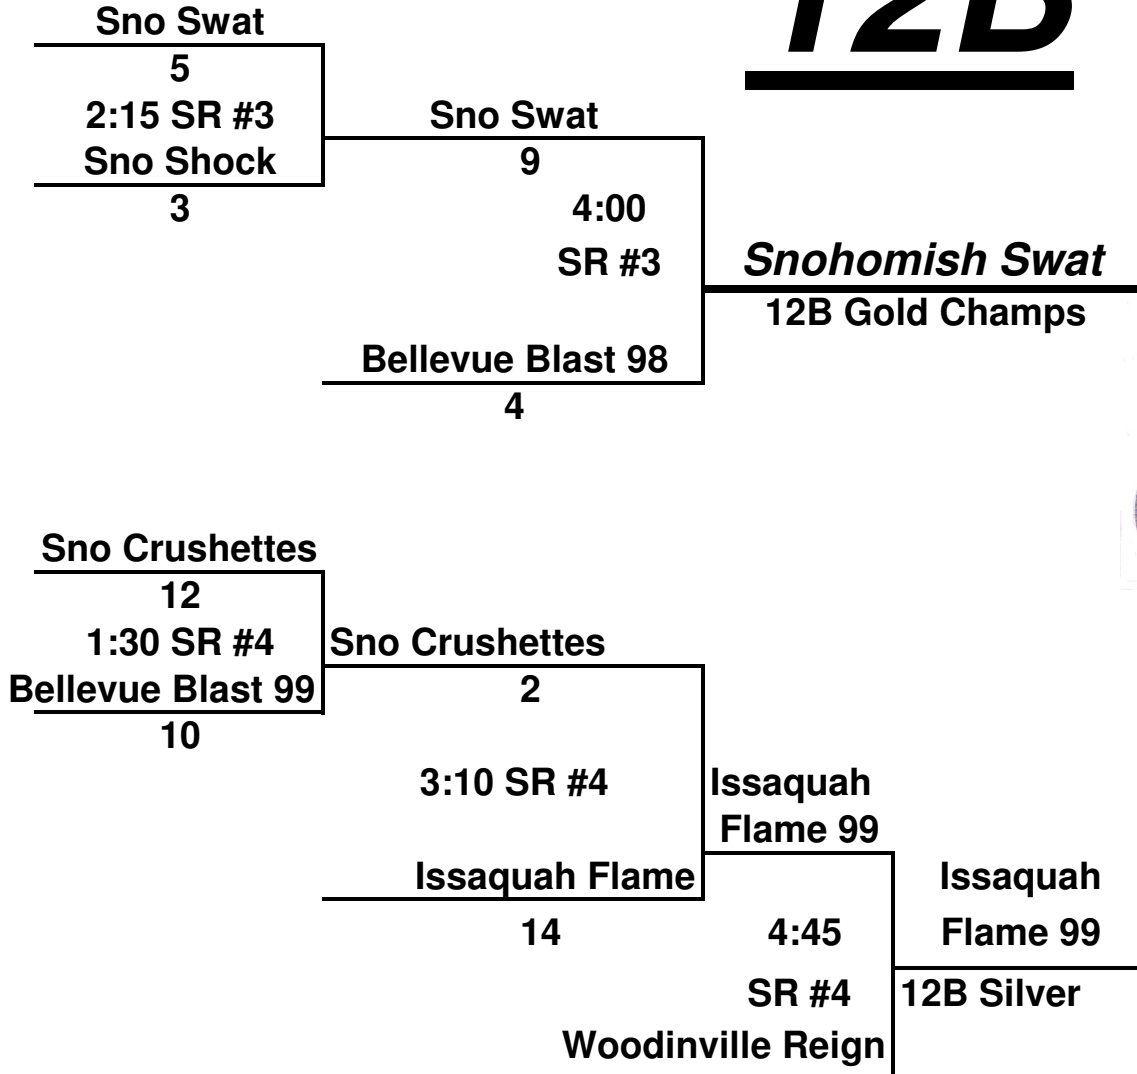 12B
Sno Swat
5
2:15 SR #3
Sno Shock
3
Sno Swat
9
4:00
SR #3
Bellevue Blast 98
4
Snohomish Swat
12B Gold Champs
Sno Crushettes
12
1:30 SR #4
Bellevue Blast 99
10
Sno Crushettes
2
3:10 SR #4
Issaquah Flame
14
Issaquah
Flame 99
4:45
SR #4
Woodinville Reign
Issaquah
Flame 99
12B Silver